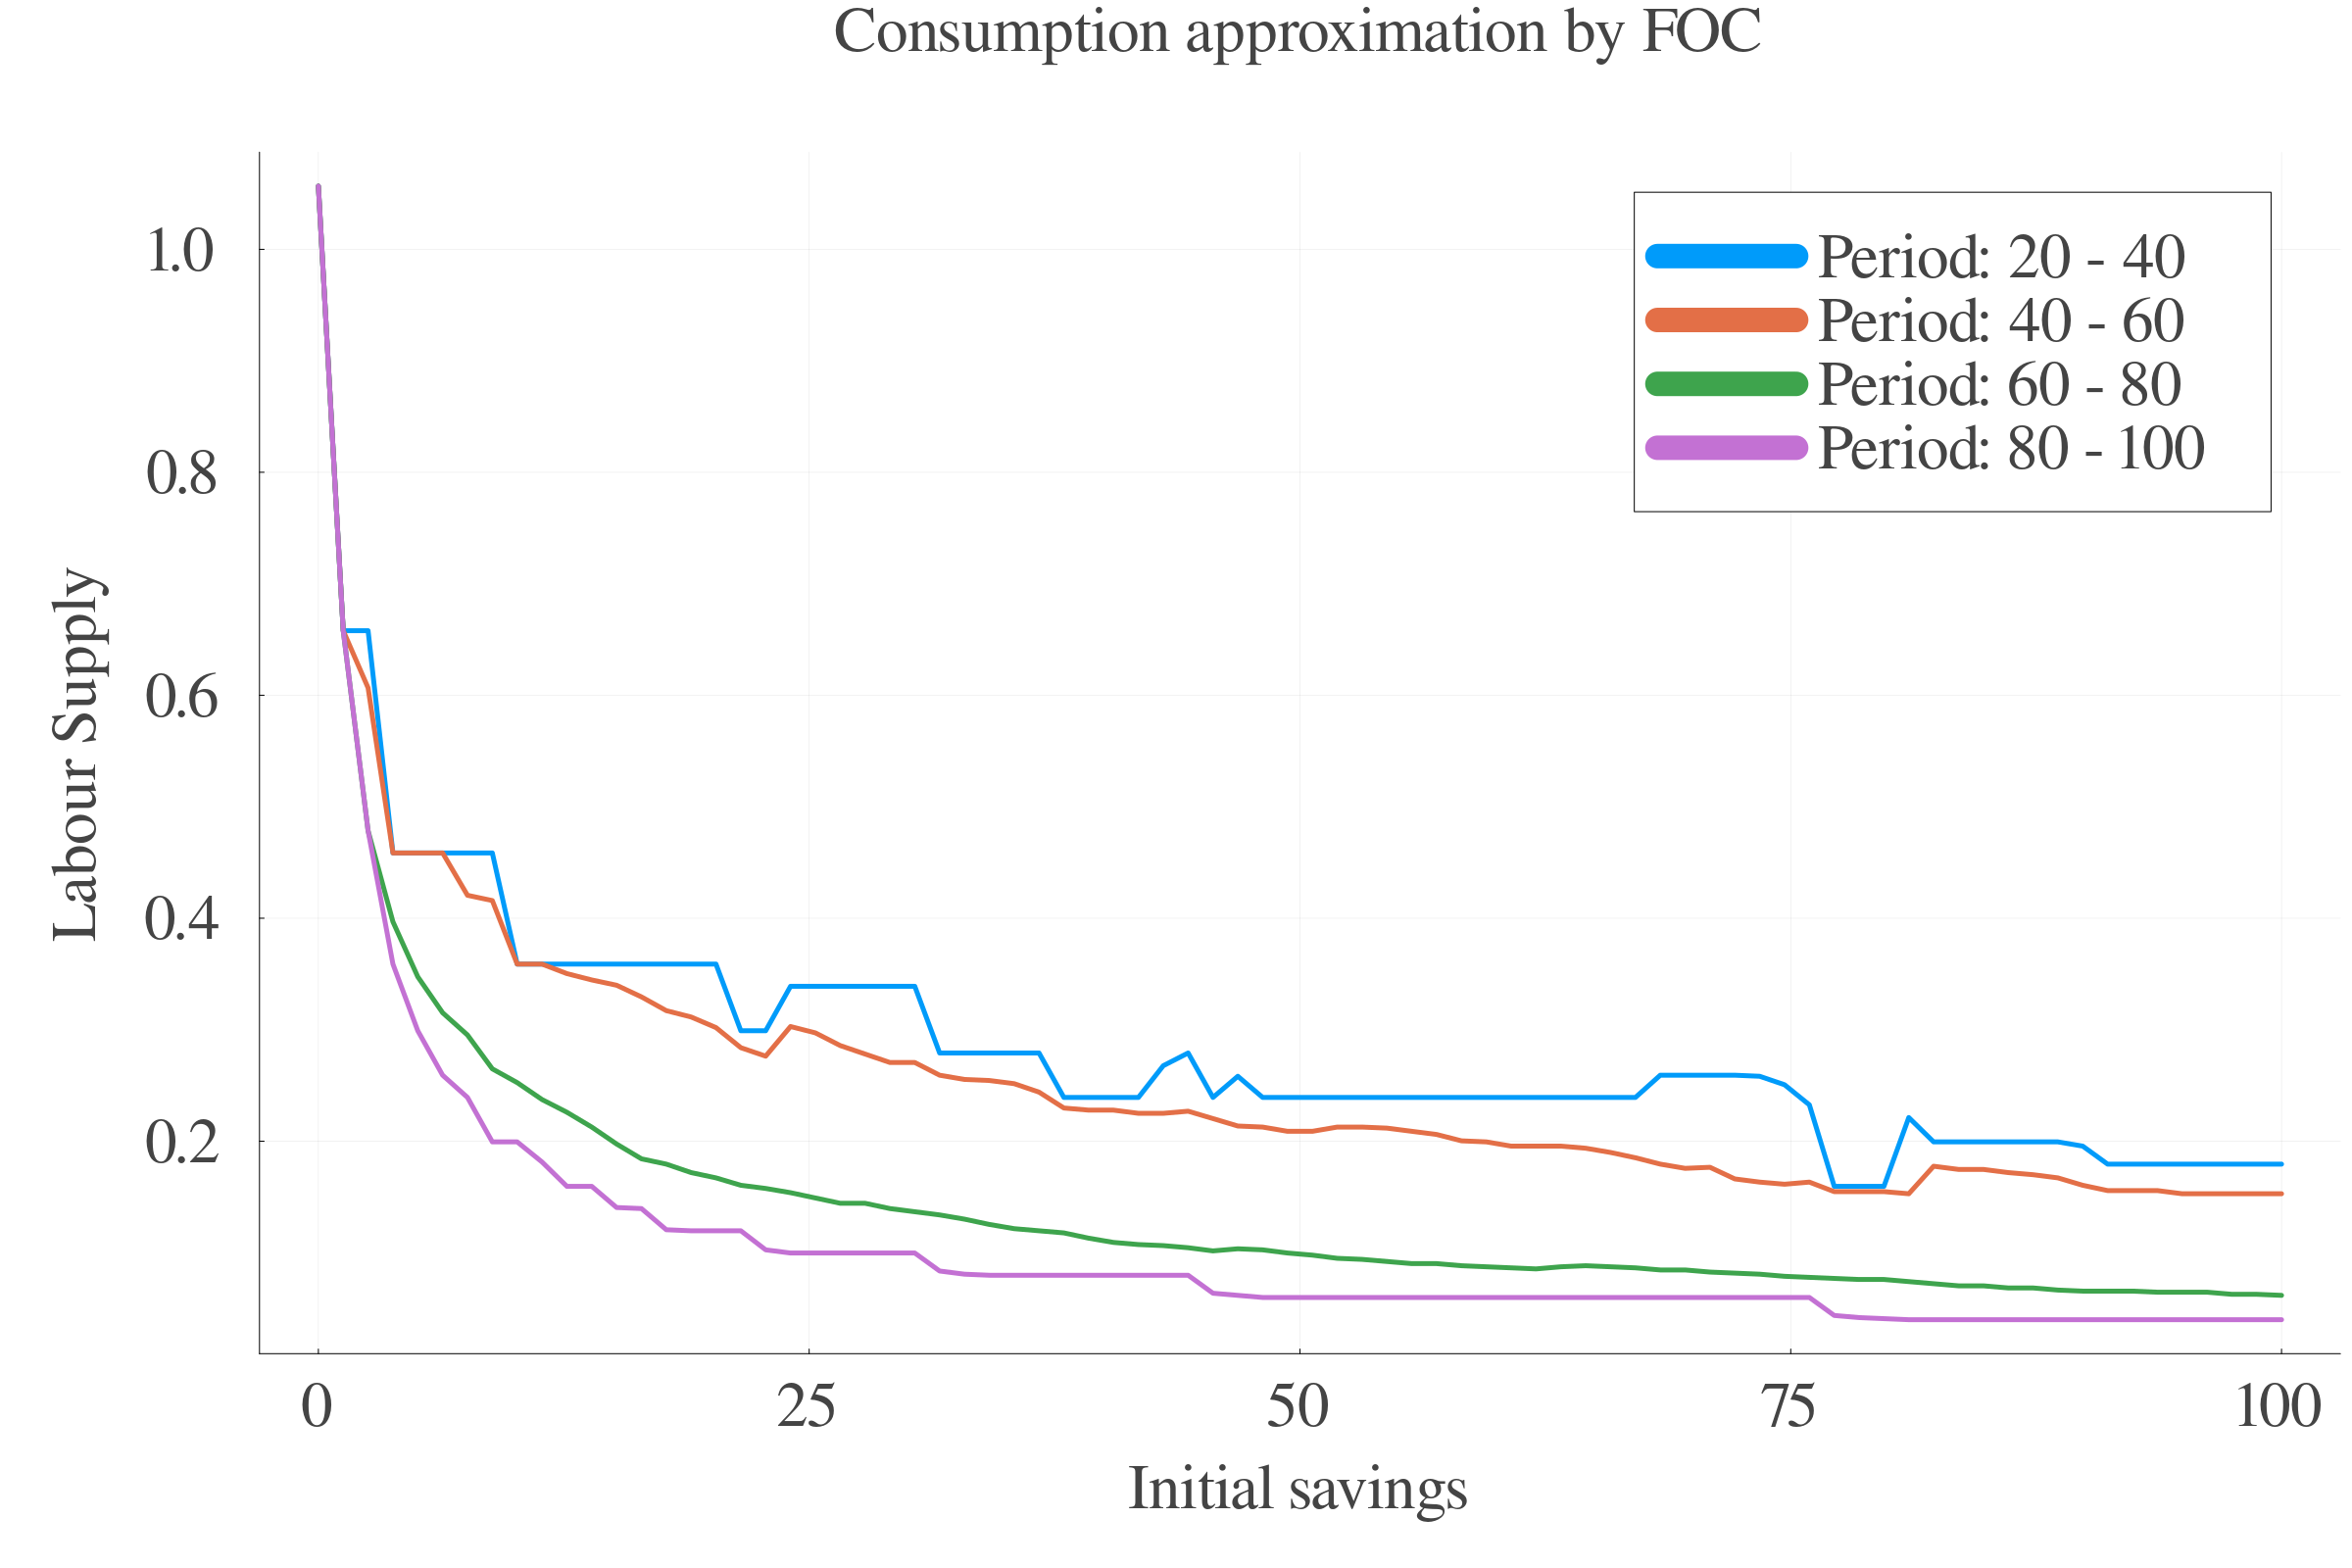 Consumption approximation by FOC
Labour Supply
1.0
0.8
0.6
0.4
0.2
Period: 20 - 40
Period: 40 - 60
Period: 60 - 80
Period: 80 - 100
0
25
50
75
100
Initial savings